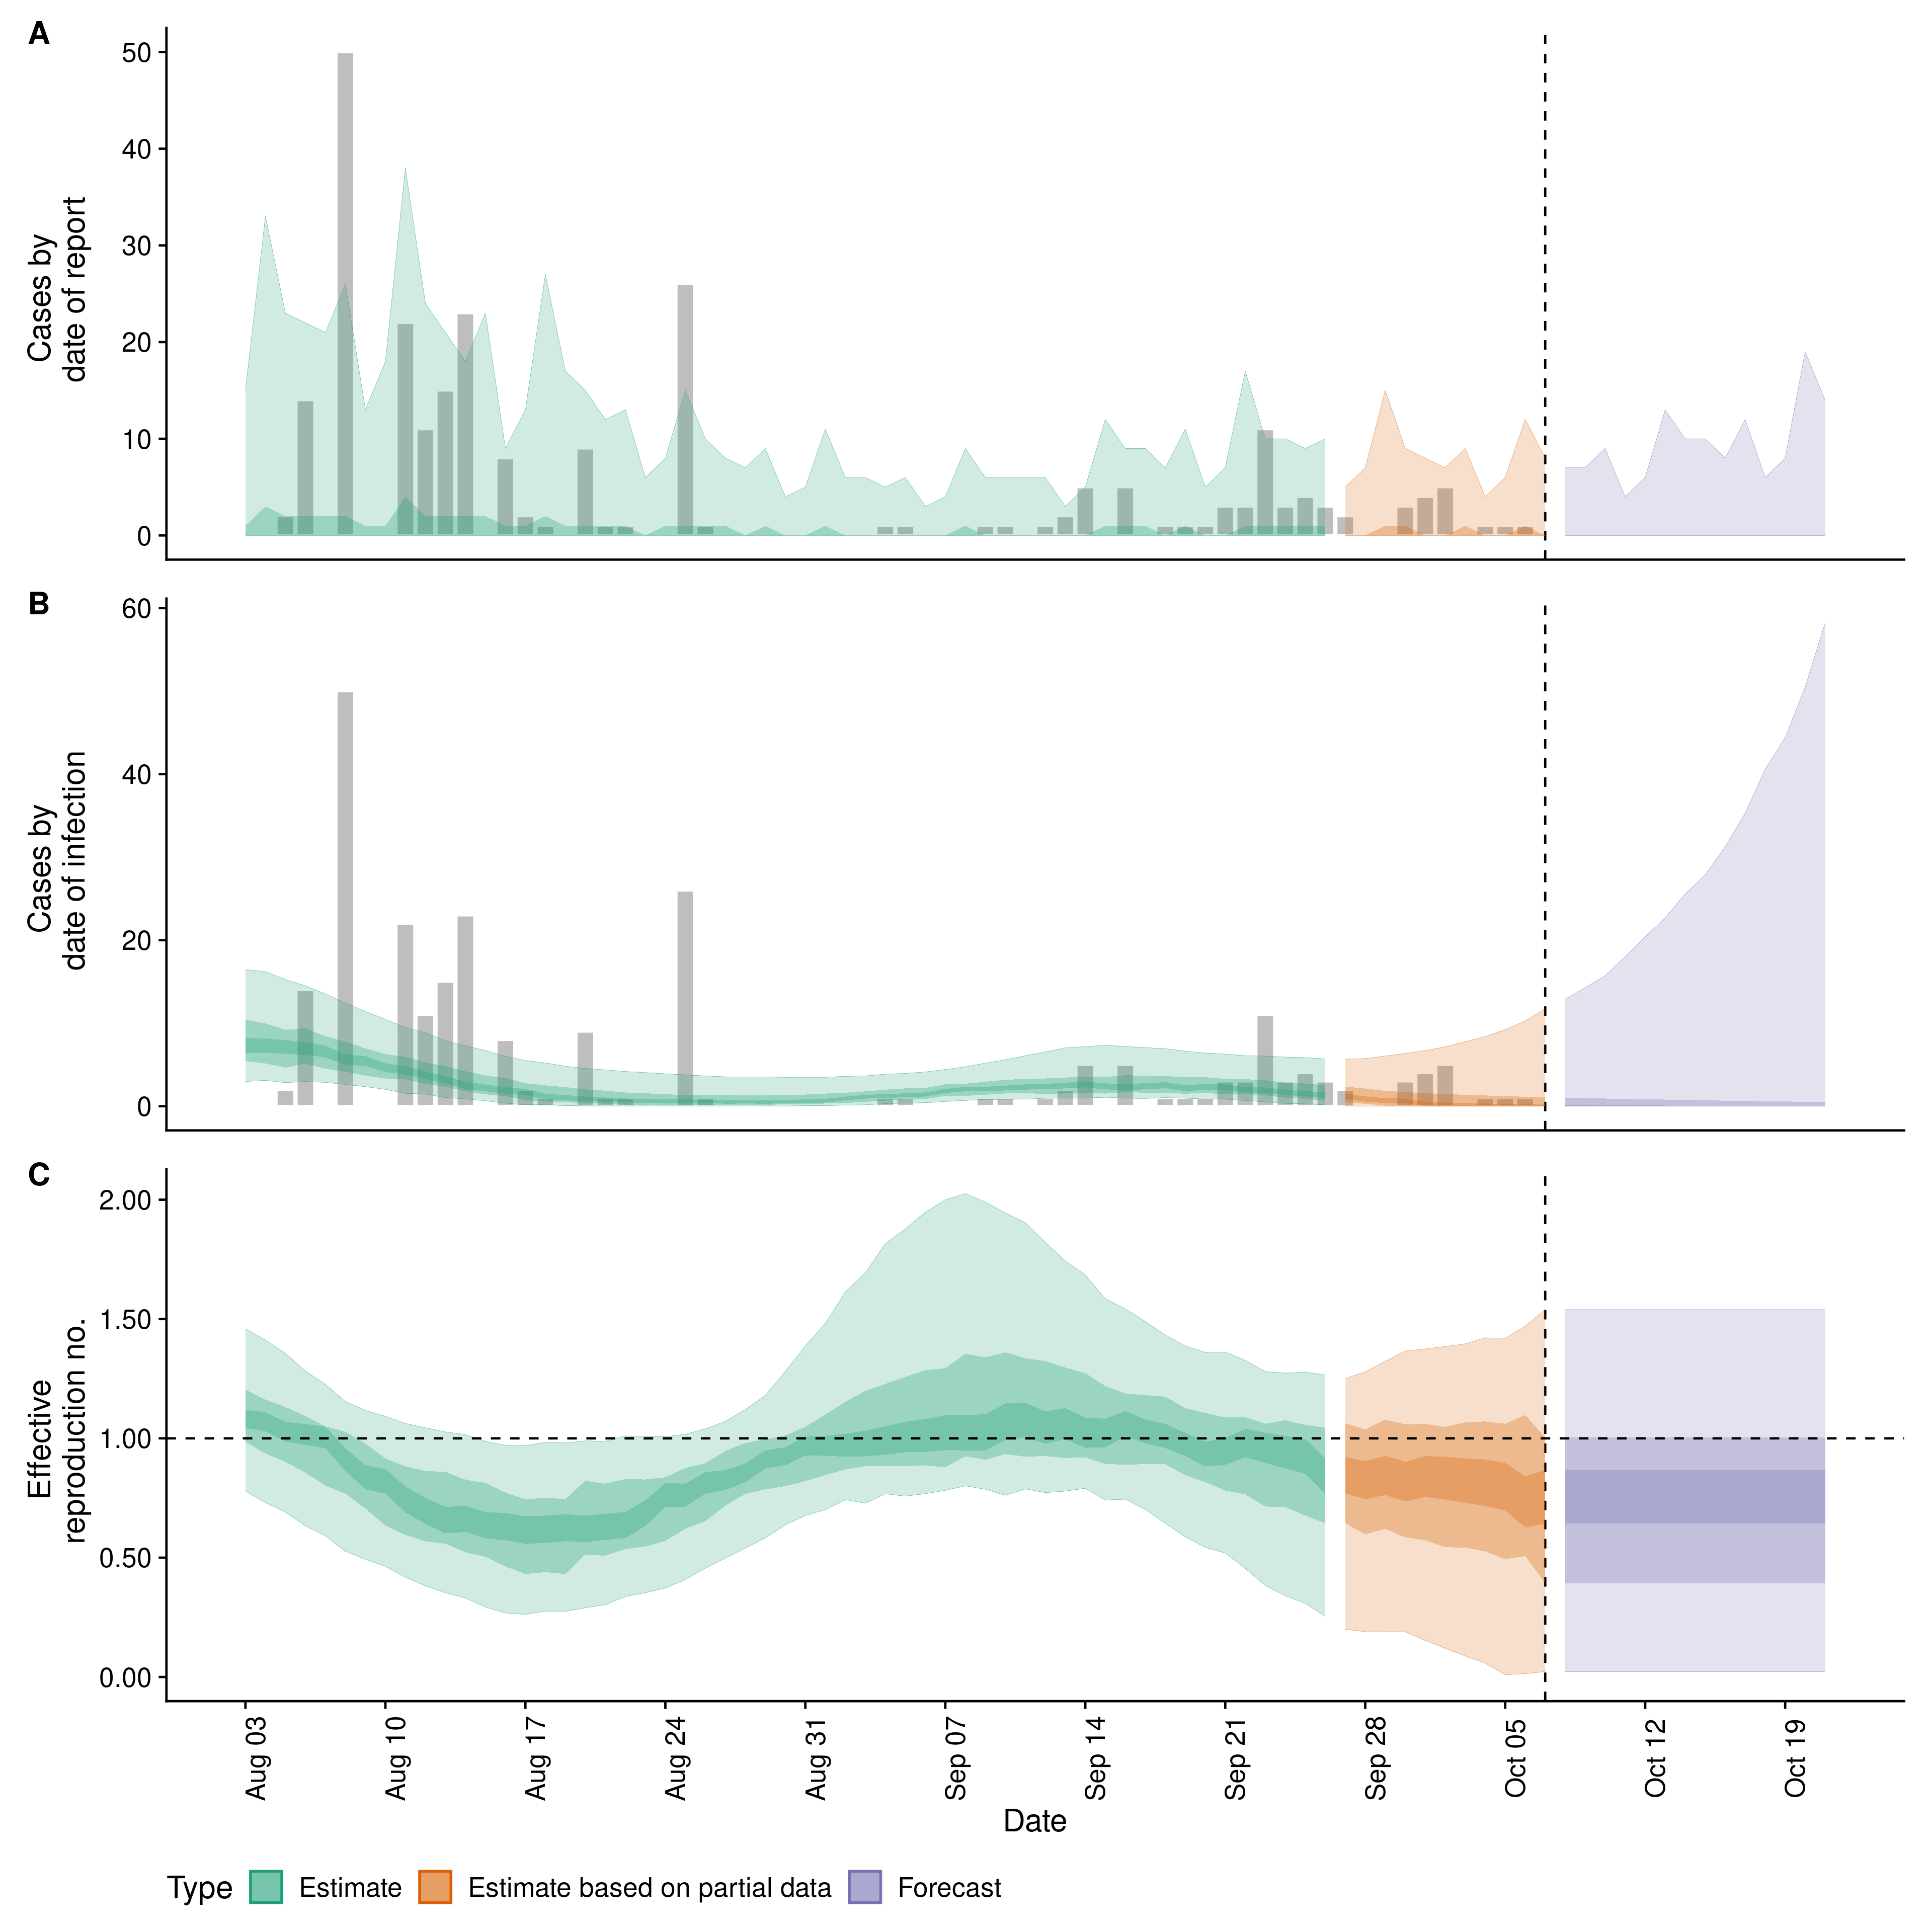 A
50
40
30
20
10
0
Cases by
date of report
B
60
40
20
0
Cases by
date of infection
C
2.00
1.50
1.00
0.50
0.00
Effective
reproduction no.
Aug 03
Aug 10
Aug 17
Aug 24
Aug 31
Sep 07
Sep 14
Sep 21
Sep 28
Oct 05
Oct 12
Oct 19
Date
Type Estimate Estimate based on partial data Forecast